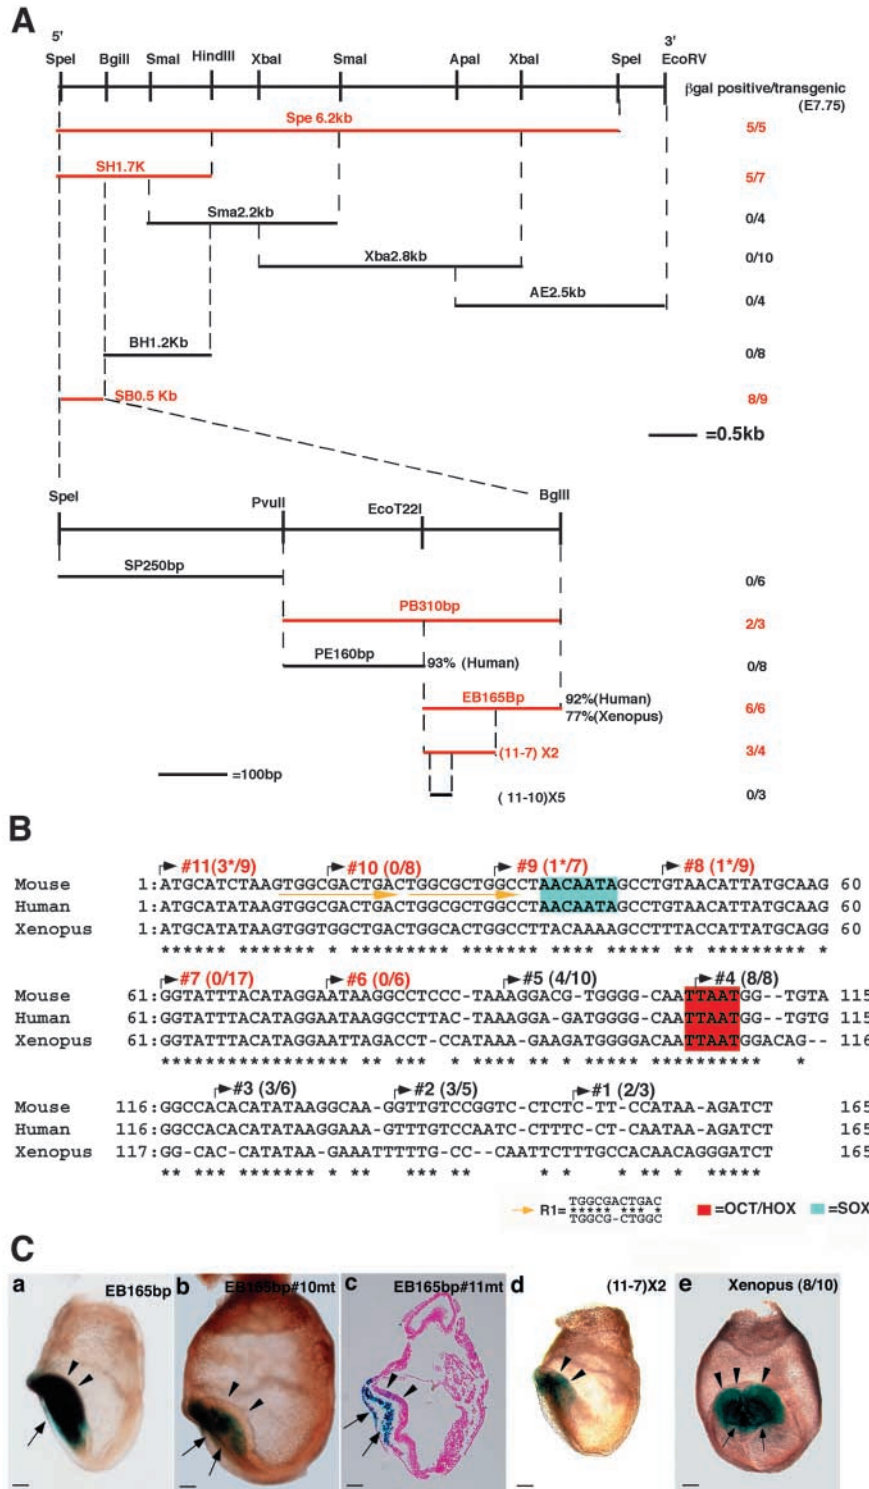 A
5' 3'
SpeI BgIII SmaI HindIII XbaI SmaI ApaI XbaI SpeI EcoRV
βgal positive/transgenic
(E7.75)
Spe 6.2kb 5/5
SH1.7K 5/7
Sma2.2kb 0/4
Xba2.8kb 0/10
AE2.5kb 0/4
BH1.2Kb 0/8
SB0.5 Kb 8/9
=0.5kb
SpeI PvuII EcoT22I BgIII
SP250bp 0/6
PB310bp 2/3
PE160bp 93% (Human) 0/8
EB165Bp 92%(Human) 6/6
77%(Xenopus)
(11-7) X2 3/4
=100bp ( 11-10)X5 0/3
B
#11(3*/9) #10 (0/8) #9 (1*/7) #8 (1*/9)
Mouse 1:ATGCATCTAAGTGGCGACTGACTGGCGCTGGCCTAACAATAGCCTGTAACATTATGCAAG 60
Human 1:ATGCATATAAGTGGCGACTGACTGGCGCTGGCCTAACAATAGCCTGTAACATTATGCAAG 60
Xenopus 1:ATGCATATAAGTGGTGGCTGACTGGCACTGGCCTTACAAAAGCCTTTACCATTATGCAGG 60
****** ******* * ********* ******* **** ***** ** ********* *
#7 (0/17) #6 (0/6) #5 (4/10) #4 (8/8)
Mouse 61:GGTATTTACATAGGAATAAGGCCTCCC-TAAAGGACG-TGGGG-CAATTAATGG--TGTA 115
Human 61:GGTATTTACATAGGAATAAGGCCTTAC-TAAAGGA-GATGGGG-CAATTAATGG--TGTG 115
Xenopus 61:GGTATTTACATAGGAATTAGACCT-CCATAAA-GAAGATGGGGACAATTAATGGACAG-- 116
***************** ** *** * **** ** * ***** ********** *
#3 (3/6) #2 (3/5) #1 (2/3)
Mouse 116:GGCCACACATATAAGGCAA-GGTTGTCCGGTC-CTCTC-TT-CCATAA-AGATCT 165
Human 116:GGCCACACATATAAGGAAA-GTTTGTCCAATC-CTTTC-CT-CAATAA-AGATCT 165
Xenopus 117:GG-CAC-CATATAA-GAAATTTTTG-CC--CAATTCTTTGCCACAACAGGGATCT 165
R1= TGGCGACTGAC
***** *** *
TGGCG-CTGGC
=OCT/HOX =SOX
C
a EB165bp
b EB165bp#10mt
c EB165bp#11mt
d (11-7)X2
e Xenopus (8/10)